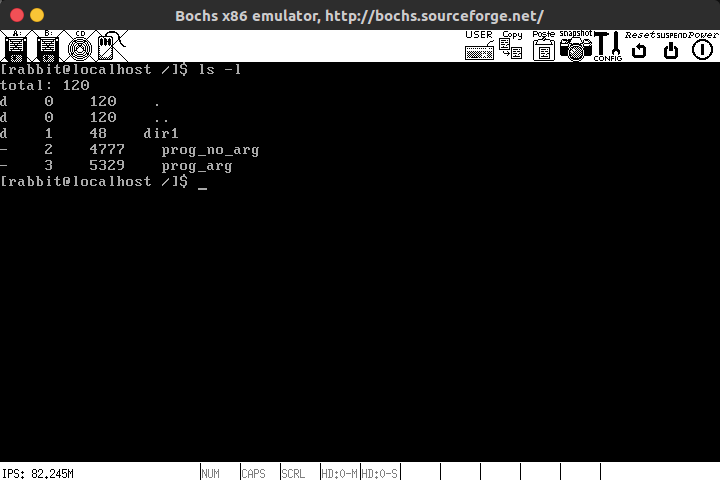 Bochs x86 emulator, http://bochs.sourceforge.net/
A: B: CD USER Copy Paste snapshot CONFIG Reset SUSPEND Power
[rabbit@localhost /]$ ls -l
total: 120
d 0 120 .
d 0 120 ..
d 1 48 dir1
- 2 4777 prog_no_arg
- 3 5329 prog_arg
[rabbit@localhost /]$ _
IPS: 82.245M NUM CAPS SCRL HD:0-M HD:0-S